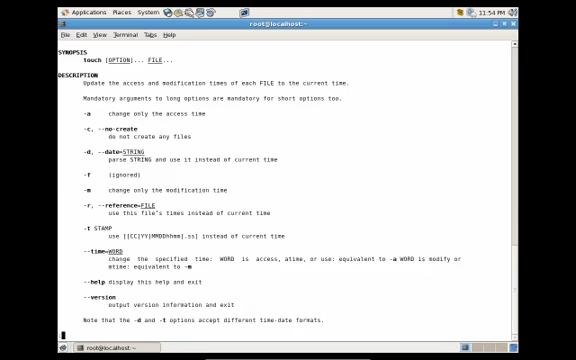 Applications Places System 11:54 PM
root@localhost:~
File Edit View Terminal Tabs Help
SYNOPSIS
touch [OPTION]... FILE...
DESCRIPTION
Update the access and modification times of each FILE to the current time.
Mandatory arguments to long options are mandatory for short options too.
-a change only the access time
-c, --no-create
do not create any files
-d, --date=STRING
parse STRING and use it instead of current time
-f (ignored)
-m change only the modification time
-r, --reference=FILE
use this file's times instead of current time
-t STAMP
use [[CC]YY]MMDDhhmm[.ss] instead of current time
--time=WORD
change the specified time: WORD is access, atime, or use: equivalent to -a WORD is modify or
mtime: equivalent to -m
--help display this help and exit
--version
output version information and exit
Note that the -d and -t options accept different time-date formats.
:
root@localhost:~